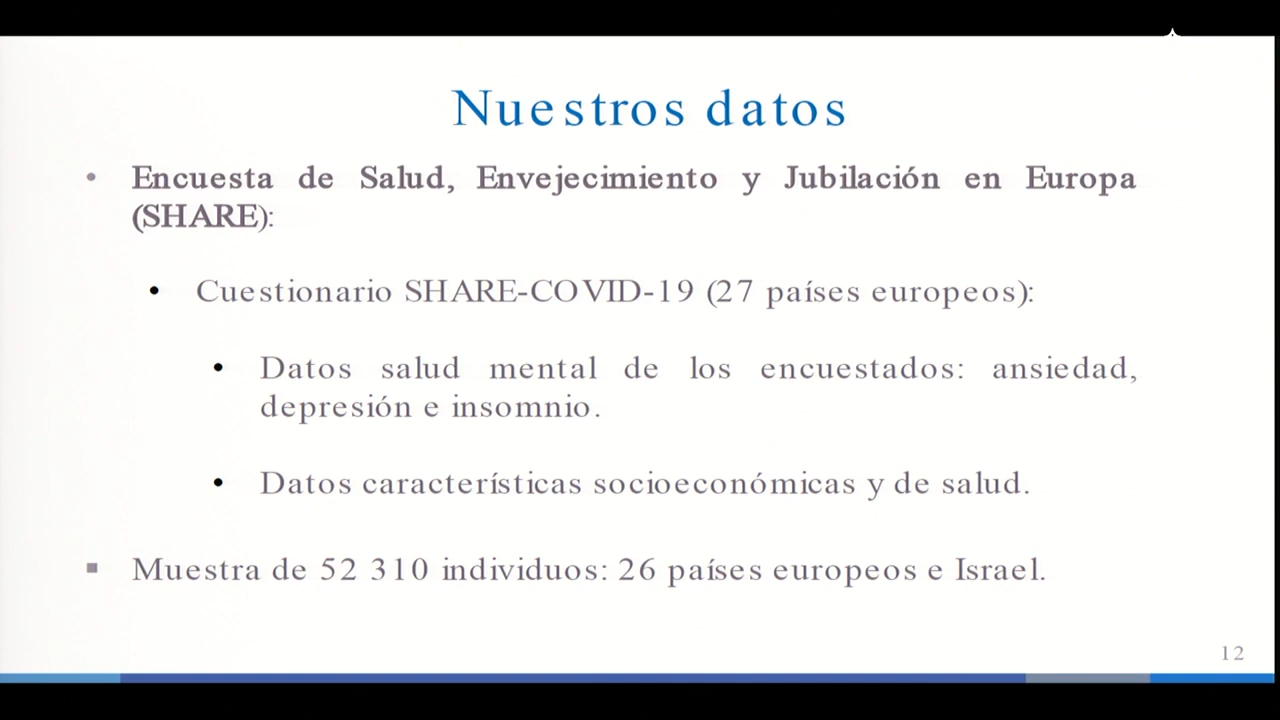 Nuestros datos
• Encuesta de Salud, Envejecimiento y Jubilación en Europa
(SHARE):
• Cuestionario SHARE-COVID-19 (27 países europeos):
• Datos salud mental de los encuestados: ansiedad,
depresión e insomnio.
• Datos características socioeconómicas y de salud.
▪ Muestra de 52 310 individuos: 26 países europeos e Israel.
12